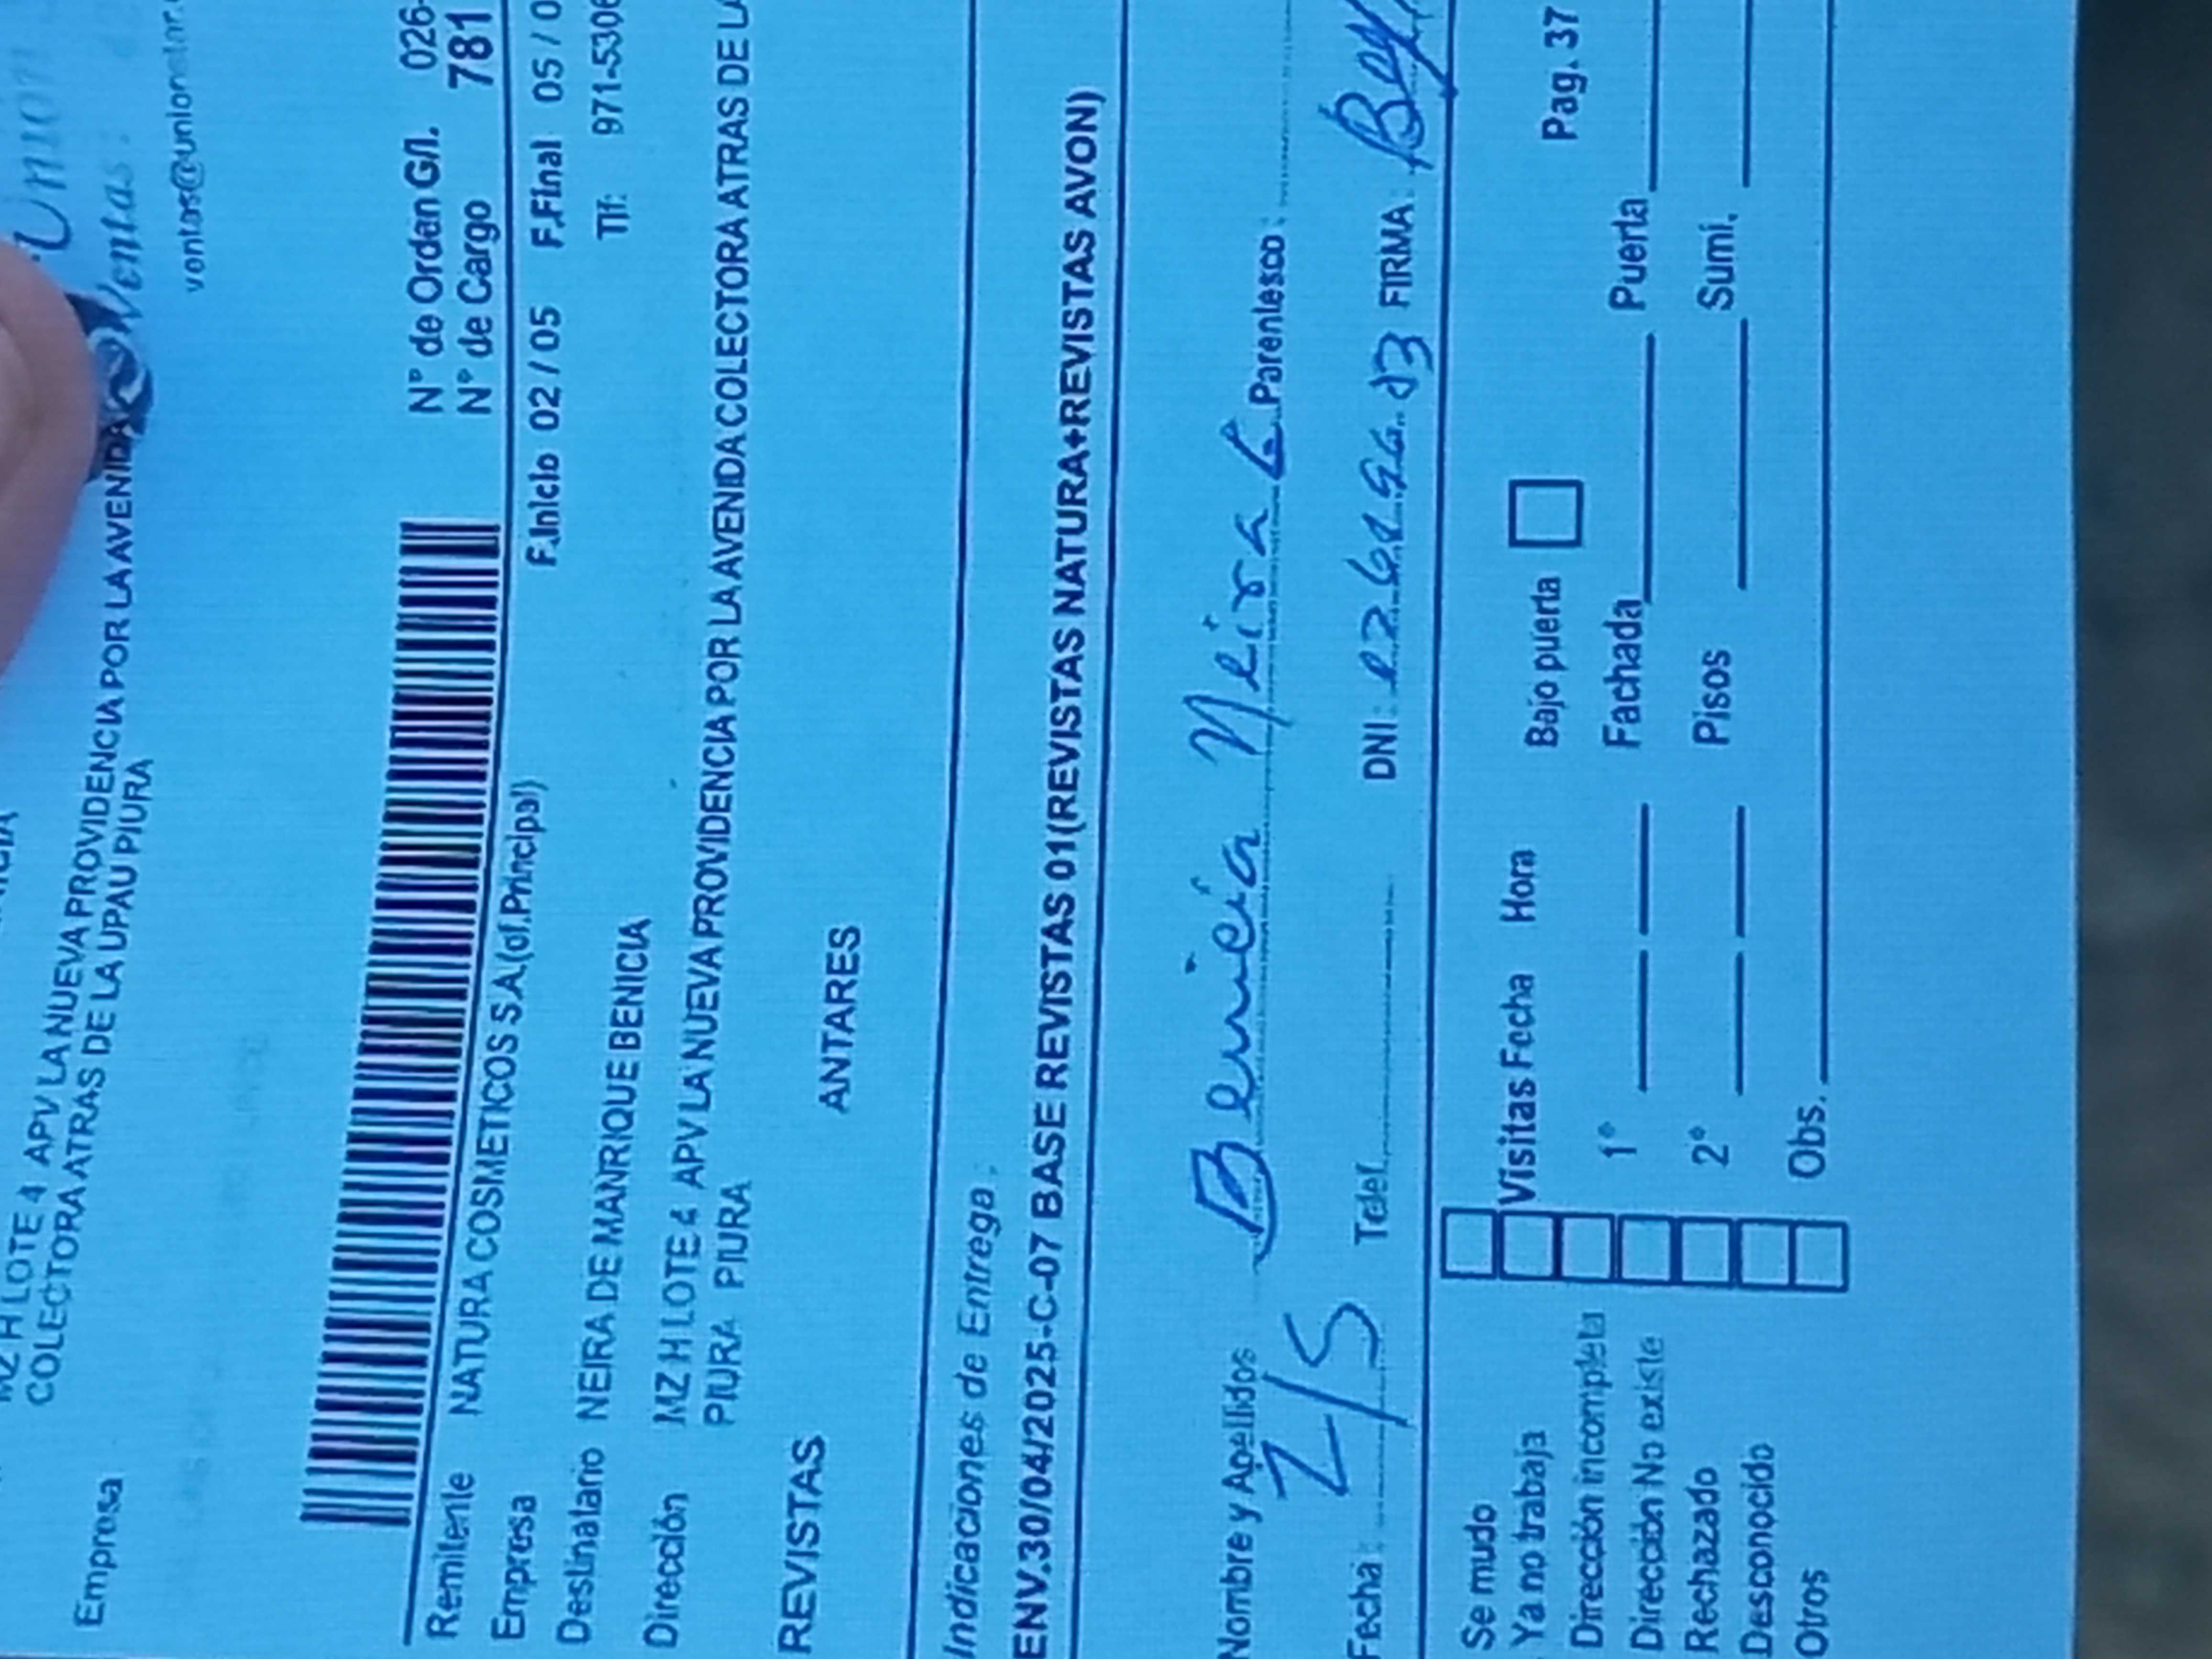 Union
Ventas:
ventas@unionstar.
MZ H LOTE 4 APV LA NUEVA PROVIDENCIA POR LA AVENIDA
COLECTORA ATRAS DE LA UPAU PIURA
Empresa
N° de Orden G/I. 026-
N° de Cargo 781
Remitente NATURA COSMETICOS S.A.(of.Principal)
F.Inicio 02 / 05 F.Final 05 / 0
Empresa
Tlf: 971-5306
Destinatario NEIRA DE MANRIQUE BENICIA
Dirección MZ H LOTE 4 APV LA NUEVA PROVIDENCIA POR LA AVENIDA COLECTORA ATRAS DE LA
PIURA PIURA
REVISTAS ANTARES
Indicaciones de Entrega :
ENV.30/04/2025-C-07 BASE REVISTAS 01(REVISTAS NATURA+REVISTAS AVON)
Nombre y Apellidos Benicia Neira C Parentesco:
Fecha: 2/5 Telef. DNI: FIRMA:
Se mudo
Ya no trabaja Visitas Fecha Hora Bajo puerta Pag. 37
Dirección incompleta
Dirección No existe 1° Fachada Puerta
Rechazado 2° Pisos Sumi.
Desconocido
Otros Obs.